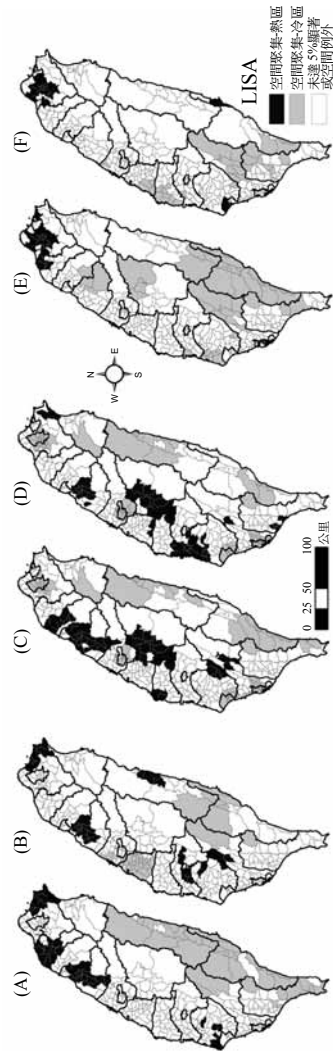 (A)
(B)
(C)
(D)
(E)
(F)
N
W
E
S
0 25 50 100
公里
LISA
空間聚集-熱區
空間聚集-冷區
未達 5%顯著
或空間例外